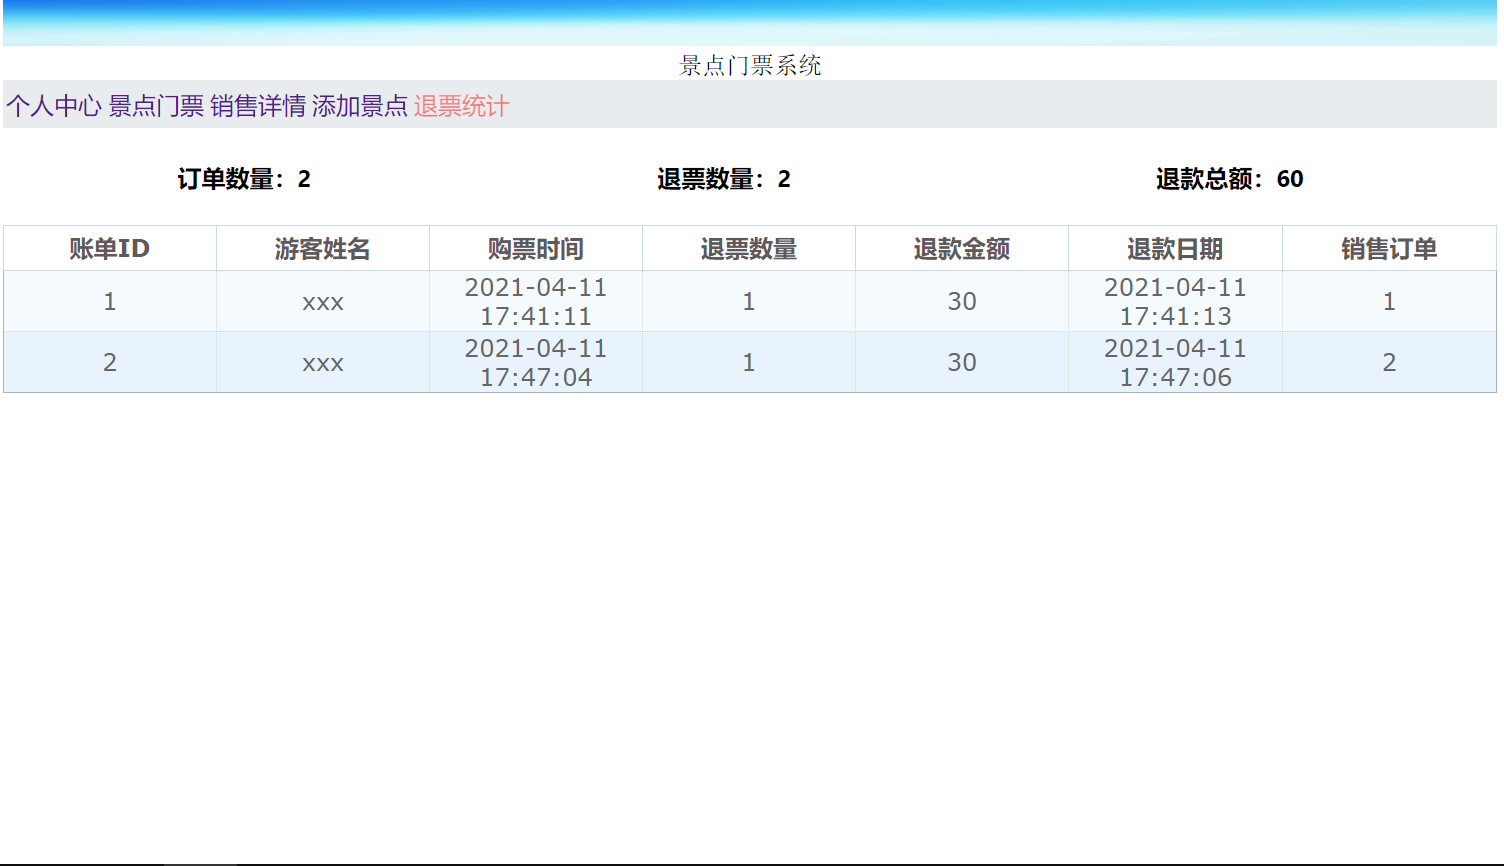 景点门票系统
个人中心 景点门票 销售详情 添加景点 退票统计
订单数量：2 退票数量：2 退款总额：60
账单ID 游客姓名 购票时间 退票数量 退款金额 退款日期 销售订单
1 xxx 2021-04-11 17:41:11 1 30 2021-04-11 17:41:13 1
2 xxx 2021-04-11 17:47:04 1 30 2021-04-11 17:47:06 2